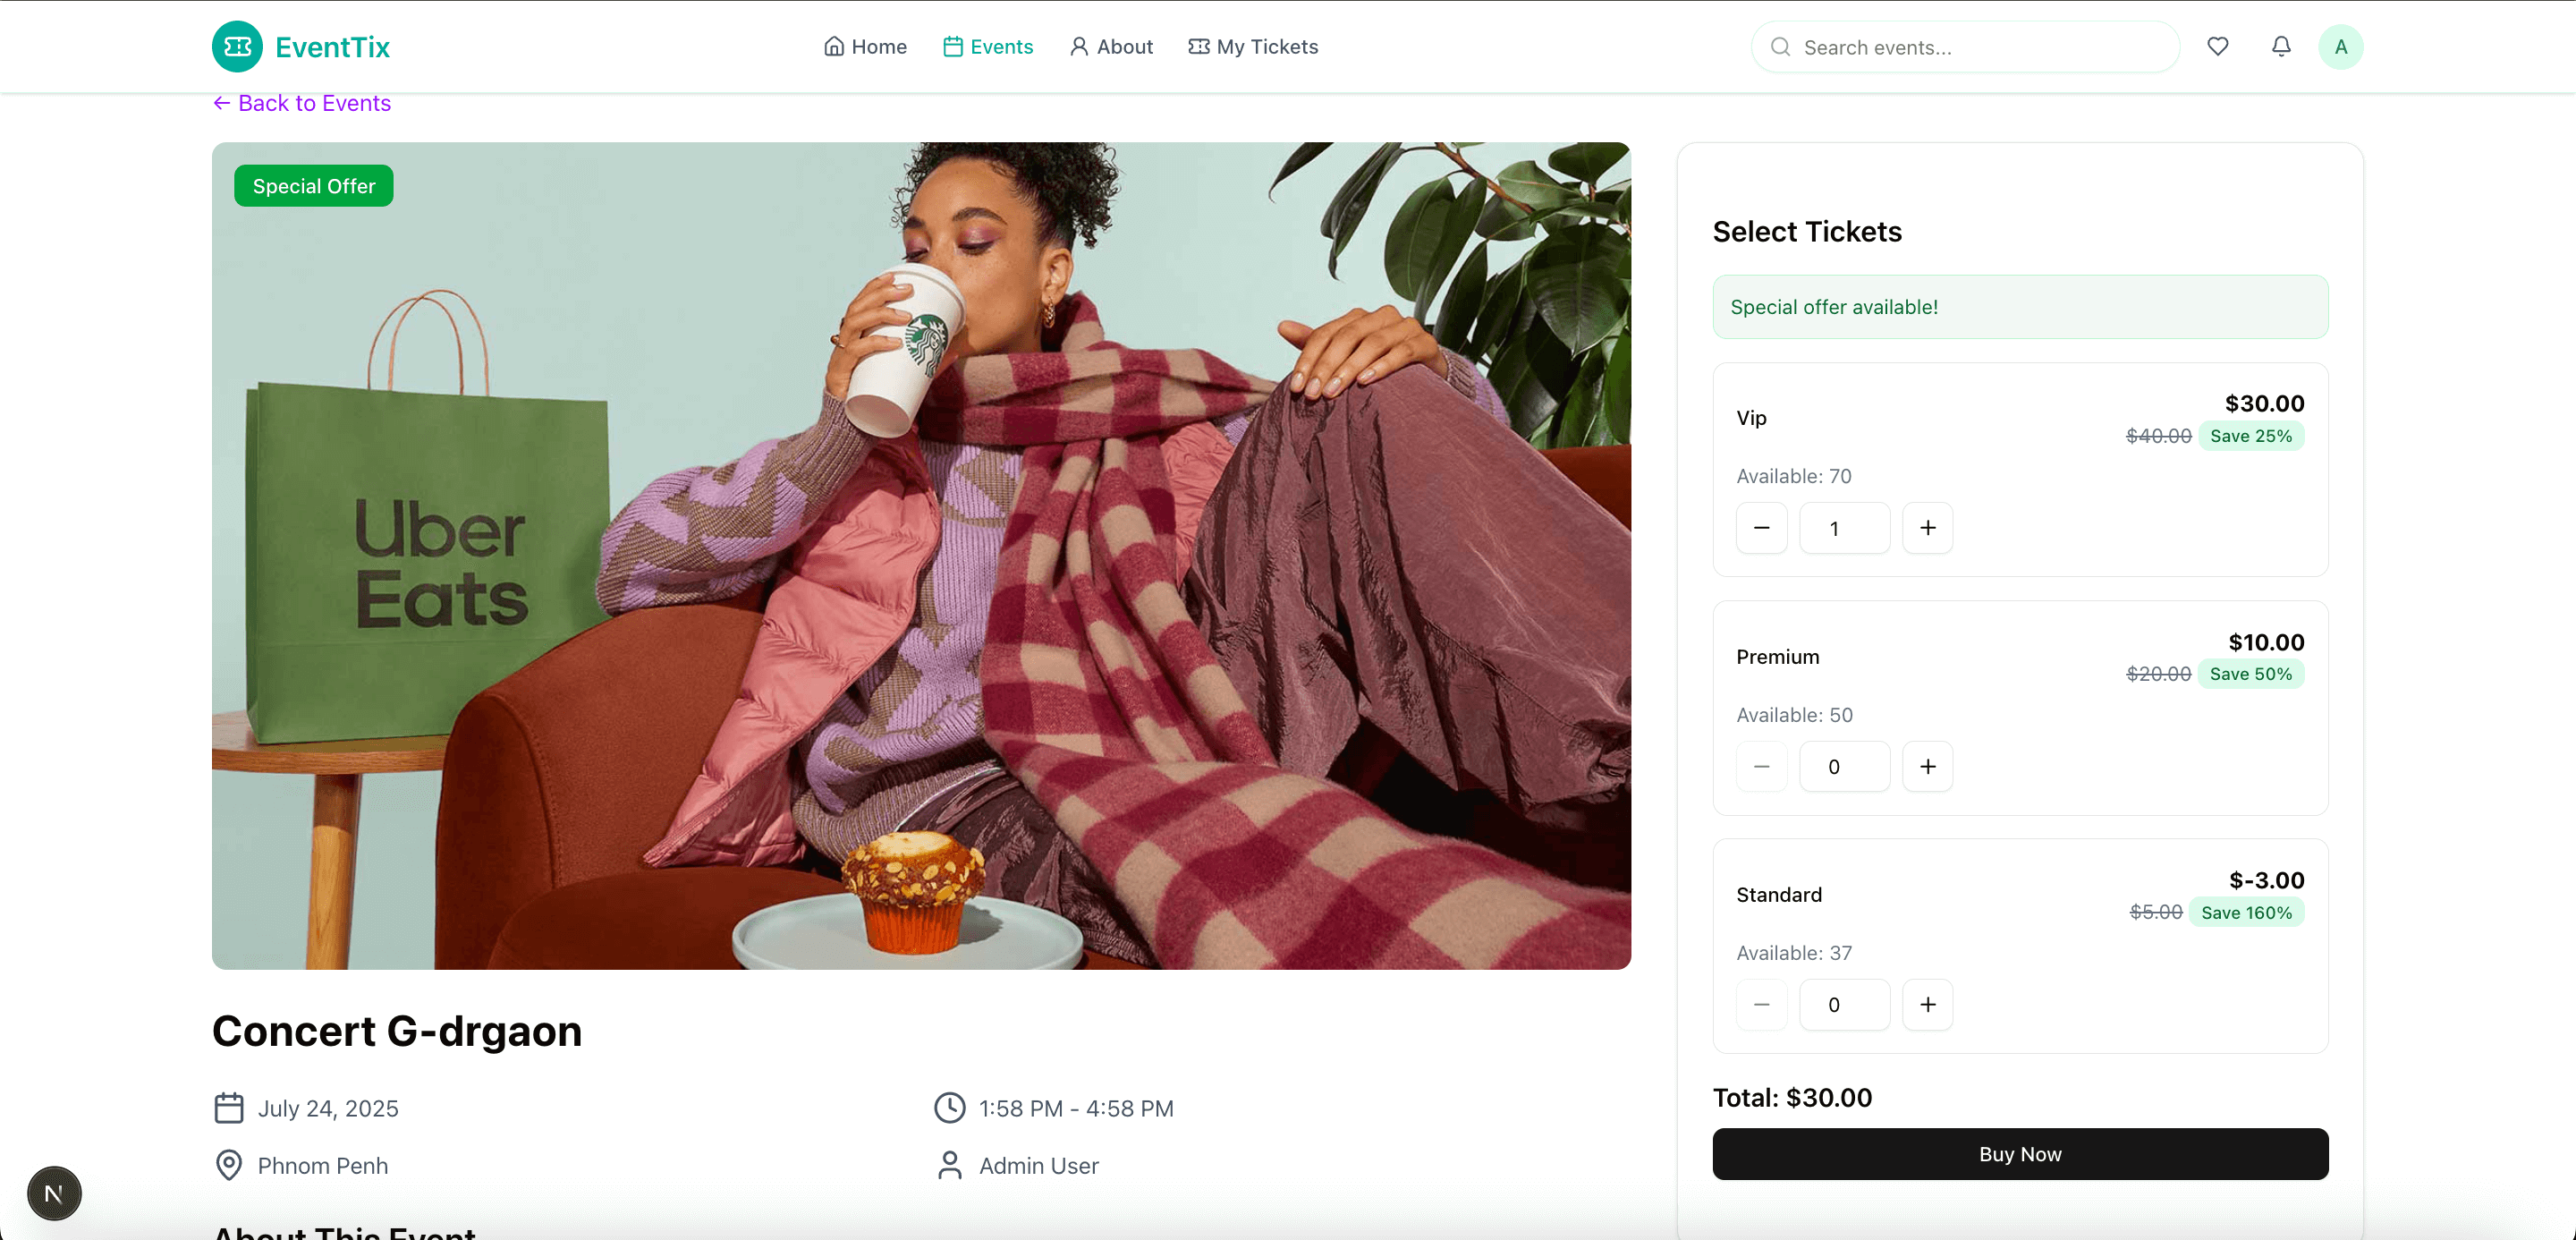 EventTix
Home
Events
About
My Tickets
Search events...
A
← Back to Events
Special Offer
Uber
Eats
Concert G-drgaon
July 24, 2025
1:58 PM - 4:58 PM
Phnom Penh
Admin User
About This Event
N
Select Tickets
Special offer available!
Vip
$30.00
$40.00 Save 25%
Available: 70
− 1 +
Premium
$10.00
$20.00 Save 50%
Available: 50
− 0 +
Standard
$-3.00
$5.00 Save 160%
Available: 37
− 0 +
Total: $30.00
Buy Now